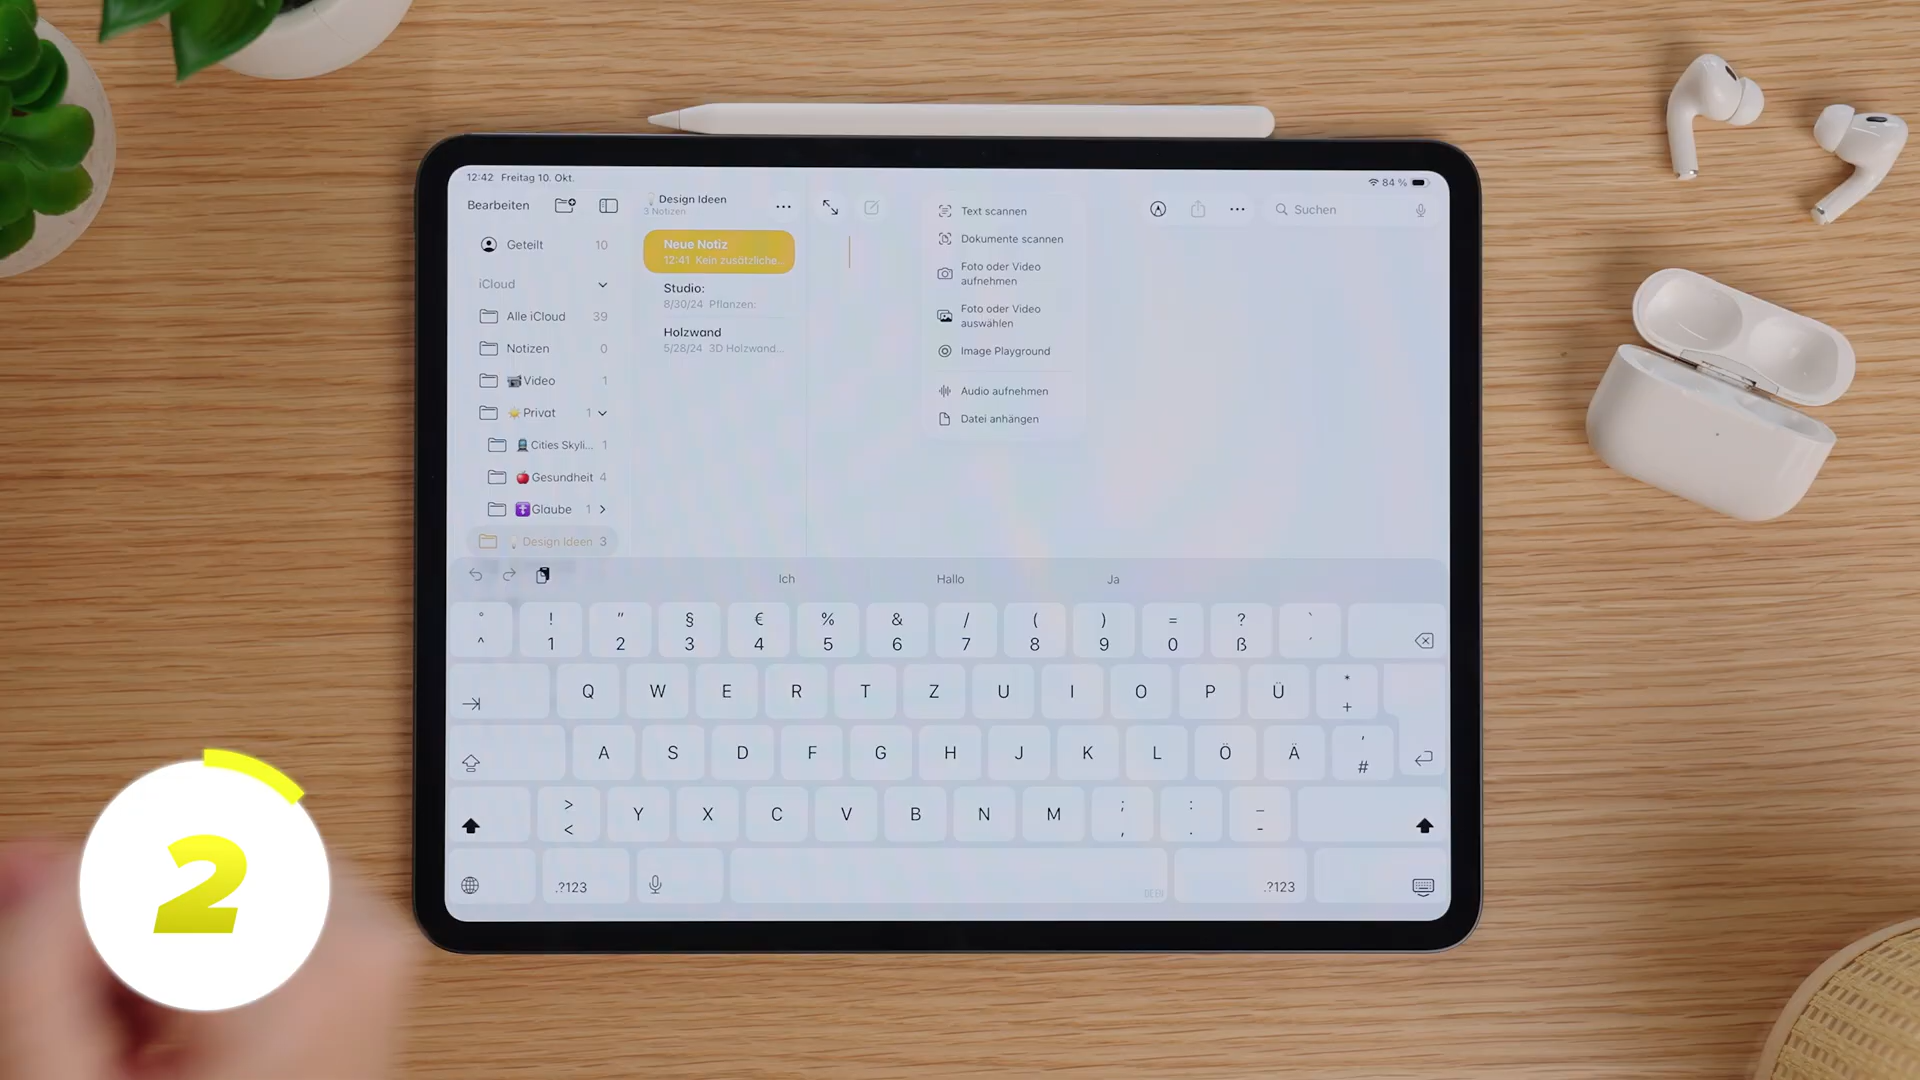 12:42 Freitag 10. Okt.
84 %
Bearbeiten
Design Ideen
3 Notizen
Suchen
Geteilt 10
iCloud
Alle iCloud 39
Notizen 0
Video 1
Privat 1
Cities Skyli... 1
Gesundheit 4
Glaube 1
Design Ideen 3
Neue Notiz
12:41 Kein zusätzliche...
Studio:
8/30/24 Pflanzen:
Holzwand
5/28/24 3D Holzwand...
Text scannen
Dokumente scannen
Foto oder Video
aufnehmen
Foto oder Video
auswählen
Image Playground
Audio aufnehmen
Datei anhängen
Ich Hallo Ja
° ! " § € % & / ( ) = ? `
^ 1 2 3 4 5 6 7 8 9 0 ß ´
Q W E R T Z U I O P Ü * +
A S D F G H J K L Ö Ä ' #
> < Y X C V B N M ; , : . _ -
.?123 DEEN .?123
2